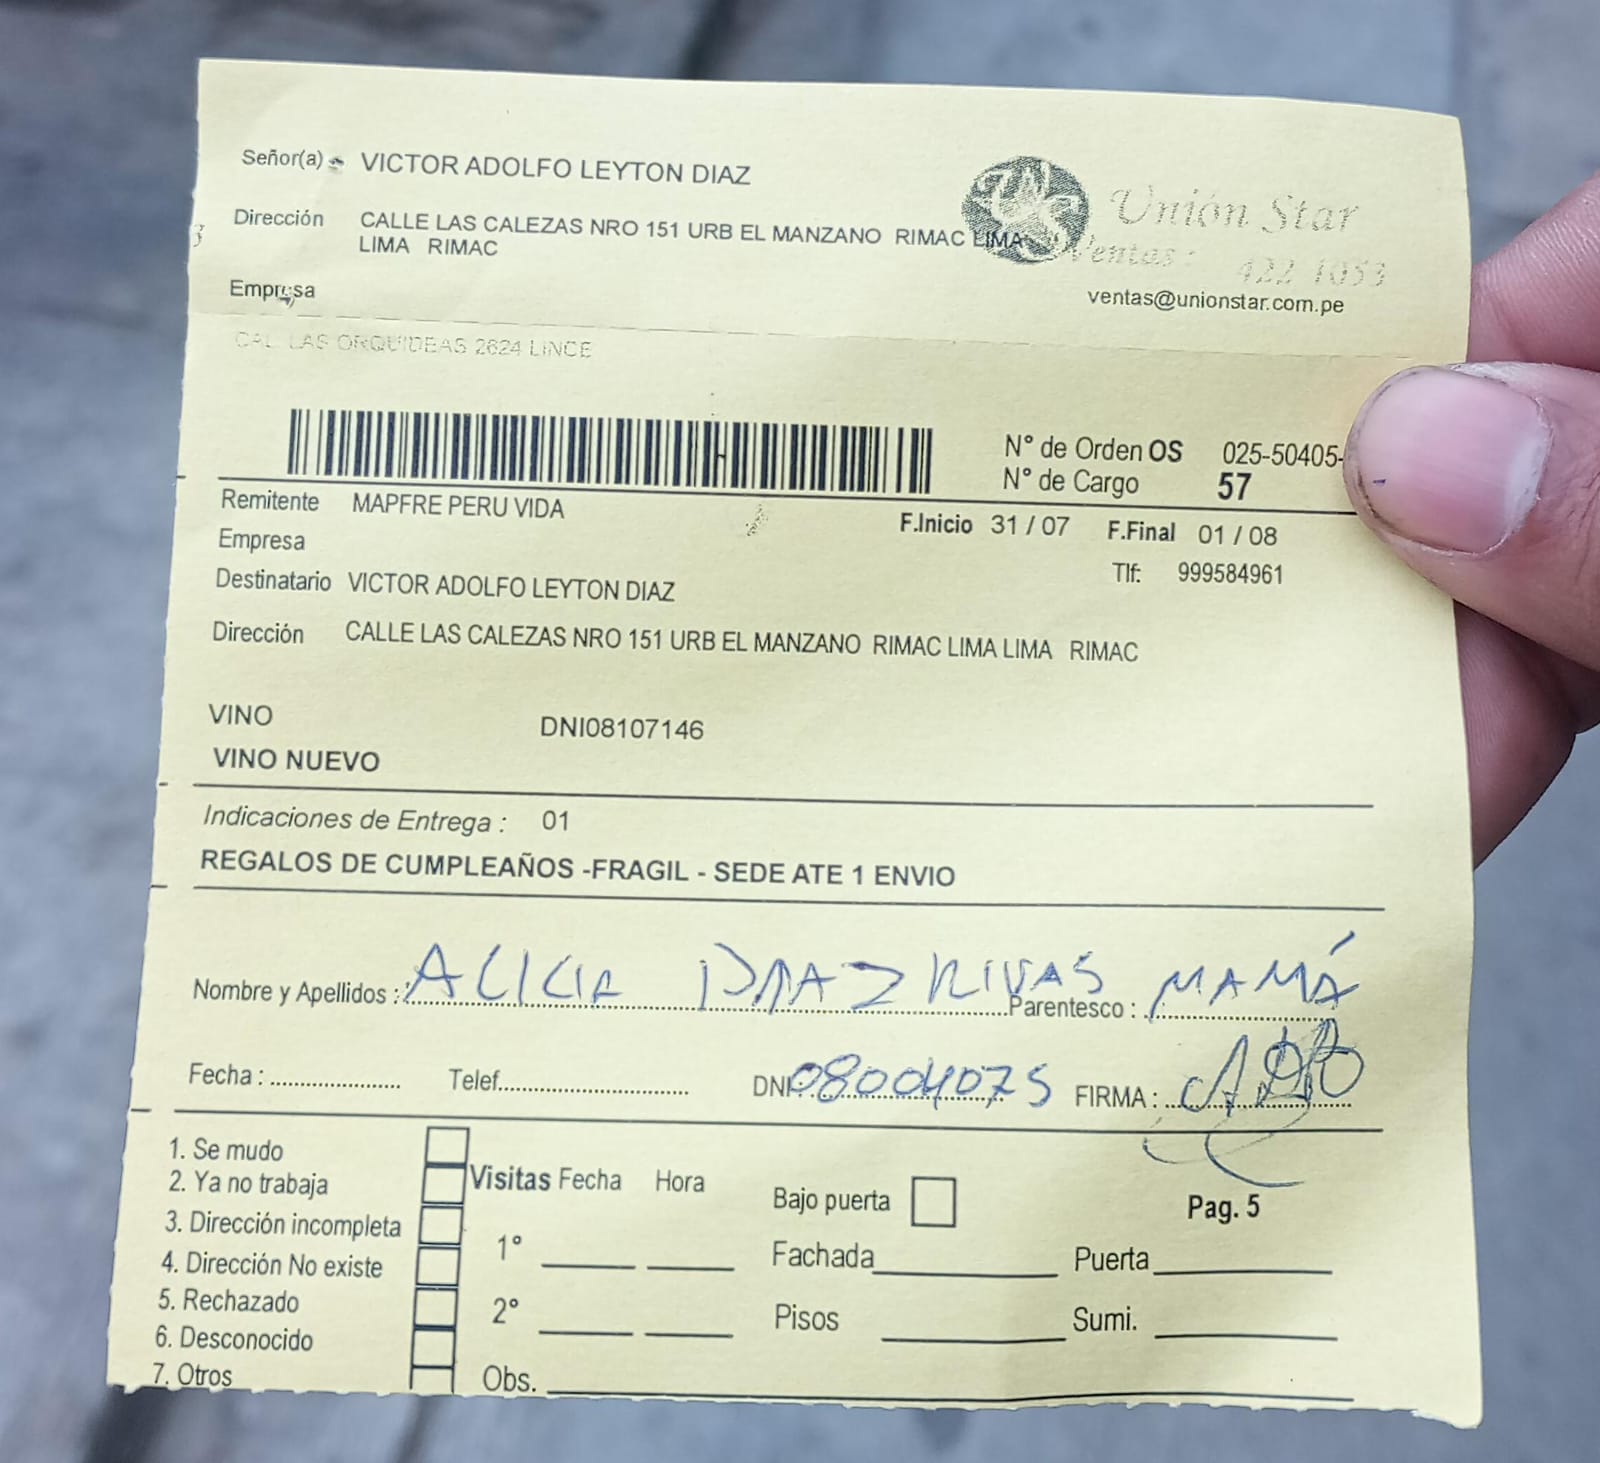 Señor(a) VICTOR ADOLFO LEYTON DIAZ
Unión Star
Dirección CALLE LAS CALEZAS NRO 151 URB EL MANZANO RIMAC LIMA
LIMA RIMAC
Ventas: 422 1053
Empresa
ventas@unionstar.com.pe
CAL. LAS ORQUIDEAS 2624 LINCE
N° de Orden OS 025-50405-
N° de Cargo 57
Remitente MAPFRE PERU VIDA
F.Inicio 31 / 07 F.Final 01 / 08
Empresa
Tlf: 999584961
Destinatario VICTOR ADOLFO LEYTON DIAZ
Dirección CALLE LAS CALEZAS NRO 151 URB EL MANZANO RIMAC LIMA LIMA RIMAC
VINO DNI08107146
VINO NUEVO
Indicaciones de Entrega : 01
REGALOS DE CUMPLEAÑOS -FRAGIL - SEDE ATE 1 ENVIO
Nombre y Apellidos : ALICIA DIAZ RIVAS Parentesco : MAMÁ
Fecha : Telef. DNI 08004075 FIRMA :
1. Se mudo
2. Ya no trabaja
3. Dirección incompleta
4. Dirección No existe
5. Rechazado
6. Desconocido
7. Otros
Visitas Fecha Hora
1°
2°
Obs.
Bajo puerta
Pag. 5
Fachada Puerta
Pisos Sumi.